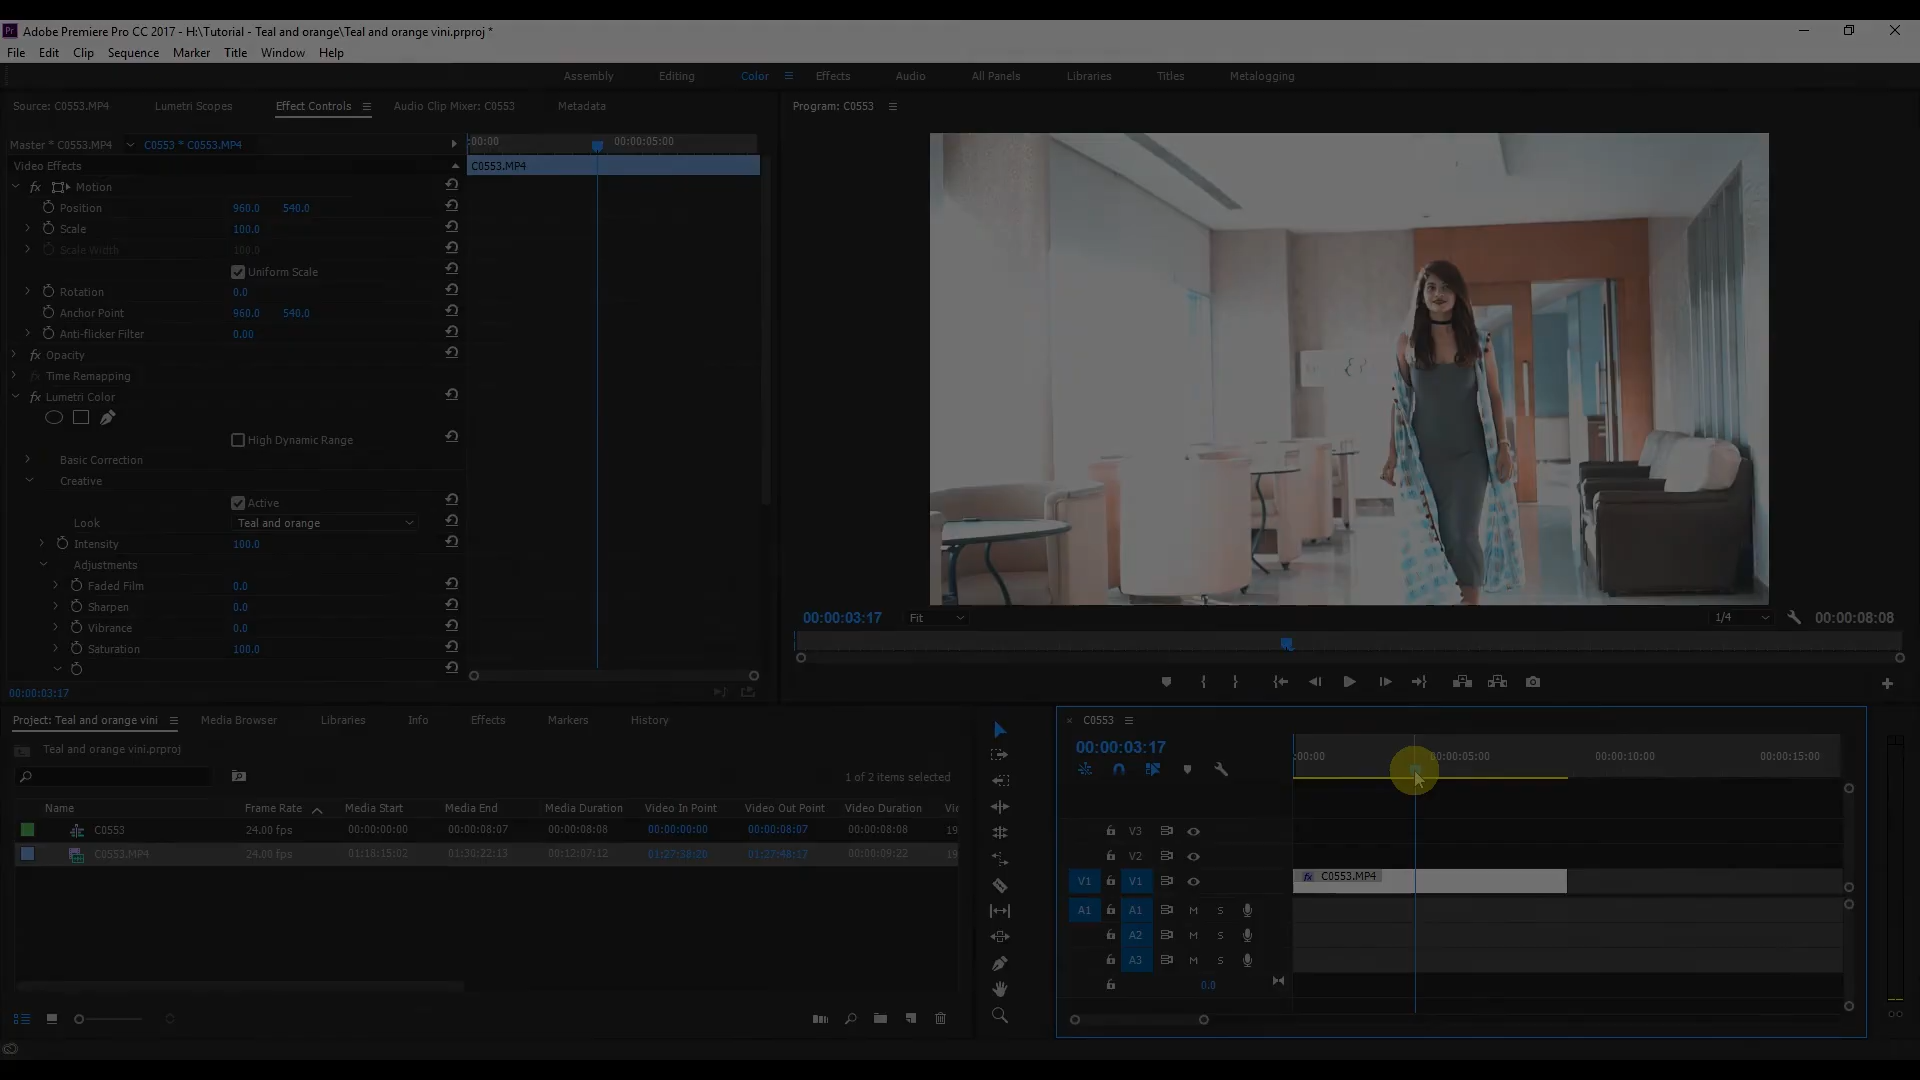 Adobe Premiere Pro CC 2017 - H:\Tutorial - Teal and orange\Teal and orange vini.prproj *
File Edit Clip Sequence Marker Title Window Help
Assembly Editing Color Effects Audio All Panels Libraries Titles Metalogging
Source: C0553.MP4 Lumetri Scopes Effect Controls Audio Clip Mixer: C0553 Metadata
Program: C0553
Master * C0553.MP4 C0553 * C0553.MP4
:00:00 00:00:05:00
Video Effects
C0553.MP4
fx Motion
Position 960.0 540.0
Scale 100.0
Scale Width 100.0
Uniform Scale
Rotation 0.0
Anchor Point 960.0 540.0
Anti-flicker Filter 0.00
fx Opacity
fx Time Remapping
fx Lumetri Color
High Dynamic Range
Basic Correction
Creative
Active
Look Teal and orange
Intensity 100.0
Adjustments
Faded Film 0.0
Sharpen 0.0
Vibrance 0.0
Saturation 100.0
00:00:03:17
00:00:03:17 Fit 1/4 00:00:08:08
Project: Teal and orange vini Media Browser Libraries Info Effects Markers History
Teal and orange vini.prproj
1 of 2 items selected
Name Frame Rate Media Start Media End Media Duration Video In Point Video Out Point Video Duration Vi
C0553 24.00 fps 00:00:00:00 00:00:08:07 00:00:08:08 00:00:00:00 00:00:08:07 00:00:08:08 19
C0553.MP4 24.00 fps 01:18:15:02 01:30:22:13 00:12:07:12 01:27:38:20 01:27:48:17 00:00:09:22 19
× C0553
00:00:03:17
:00:00 00:00:05:00 00:00:10:00 00:00:15:00
V3
V2
V1 V1 fx C0553.MP4
A1 A1 M S
A2 M S
A3 M S
0.0